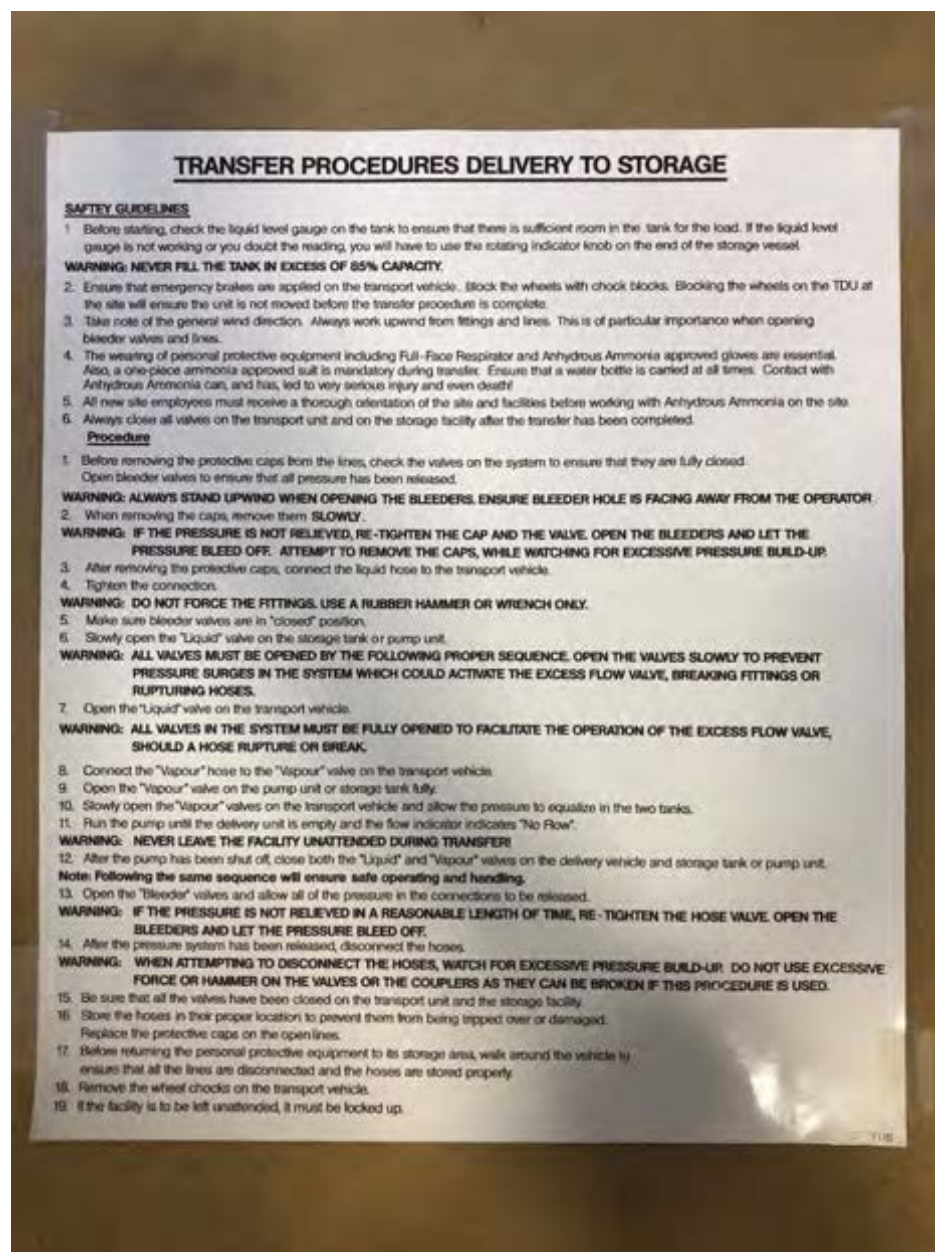 TRANSFER PROCEDURES DELIVERY TO STORAGE
SAFTEY GUIDELINES
1 Before starting, check the liquid level gauge on the tank to ensure that there is sufficient room in the tank for the load. If the liquid level
gauge is not working or you doubt the reading, you will have to use the rotating indicator knob on the end of the storage vessel.
WARNING: NEVER FILL THE TANK IN EXCESS OF 85% CAPACITY.
2. Ensure that emergency brakes are applied on the transport vehicle. Block the wheels with chock blocks. Blocking the wheels on the TDU at
the site will ensure the unit is not moved before the transfer procedure is complete.
3. Take note of the general wind direction. Always work upwind from fittings and lines. This is of particular importance when opening
bleeder valves and lines.
4. The wearing of personal protective equipment including Full-Face Respirator and Anhydrous Ammonia approved gloves are essential.
Also, a one-piece ammonia approved suit is mandatory during transfer. Ensure that a water bottle is carried at all times. Contact with
Anhydrous Ammonia can, and has, led to very serious injury and even death!
5. All new site employees must receive a thorough orientation of the site and facilities before working with Anhydrous Ammonia on the site.
6. Always close all valves on the transport unit and on the storage facility after the transfer has been completed.
Procedure
1. Before removing the protective caps from the lines, check the valves on the system to ensure that they are fully closed.
Open bleeder valves to ensure that all pressure has been released.
WARNING: ALWAYS STAND UPWIND WHEN OPENING THE BLEEDERS. ENSURE BLEEDER HOLE IS FACING AWAY FROM THE OPERATOR
2. When removing the caps, remove them SLOWLY.
WARNING: IF THE PRESSURE IS NOT RELIEVED, RE-TIGHTEN THE CAP AND THE VALVE. OPEN THE BLEEDERS AND LET THE
PRESSURE BLEED OFF. ATTEMPT TO REMOVE THE CAPS, WHILE WATCHING FOR EXCESSIVE PRESSURE BUILD-UP.
3. After removing the protective caps, connect the liquid hose to the transport vehicle.
4. Tighten the connection.
WARNING: DO NOT FORCE THE FITTINGS. USE A RUBBER HAMMER OR WRENCH ONLY.
5. Make sure bleeder valves are in "closed" position.
6. Slowly open the "Liquid" valve on the storage tank or pump unit.
WARNING: ALL VALVES MUST BE OPENED BY THE FOLLOWING PROPER SEQUENCE. OPEN THE VALVES SLOWLY TO PREVENT
PRESSURE SURGES IN THE SYSTEM WHICH COULD ACTIVATE THE EXCESS FLOW VALVE, BREAKING FITTINGS OR
RUPTURING HOSES.
7. Open the "Liquid" valve on the transport vehicle.
WARNING: ALL VALVES IN THE SYSTEM MUST BE FULLY OPENED TO FACILITATE THE OPERATION OF THE EXCESS FLOW VALVE,
SHOULD A HOSE RUPTURE OR BREAK.
8. Connect the "Vapour" hose to the "Vapour" valve on the transport vehicle
9. Open the "Vapour" valve on the pump unit or storage tank fully.
10. Slowly open the "Vapour" valves on the transport vehicle and allow the pressure to equalize in the two tanks.
11. Run the pump until the delivery unit is empty and the flow indicator indicates "No Flow".
WARNING: NEVER LEAVE THE FACILITY UNATTENDED DURING TRANSFER!
12. After the pump has been shut off, close both the "Liquid" and "Vapour" valves on the delivery vehicle and storage tank or pump unit.
Note: Following the same sequence will ensure safe operating and handling.
13. Open the "Bleeder" valves and allow all of the pressure in the connections to be released.
WARNING: IF THE PRESSURE IS NOT RELIEVED IN A REASONABLE LENGTH OF TIME, RE-TIGHTEN THE HOSE VALVE. OPEN THE
BLEEDERS AND LET THE PRESSURE BLEED OFF.
14. After the pressure system has been released, disconnect the hoses.
WARNING: WHEN ATTEMPTING TO DISCONNECT THE HOSES, WATCH FOR EXCESSIVE PRESSURE BUILD-UP. DO NOT USE EXCESSIVE
FORCE OR HAMMER ON THE VALVES OR THE COUPLERS AS THEY CAN BE BROKEN IF THIS PROCEDURE IS USED.
15. Be sure that all the valves have been closed on the transport unit and the storage facility.
16. Store the hoses in their proper location to prevent them from being tripped over or damaged.
Replace the protective caps on the open lines.
17. Before returning the personal protective equipment to its storage area, walk around the vehicle to
ensure that all the lines are disconnected and the hoses are stored properly.
18. Remove the wheel chocks on the transport vehicle.
19. If the facility is to be left unattended, it must be locked up.